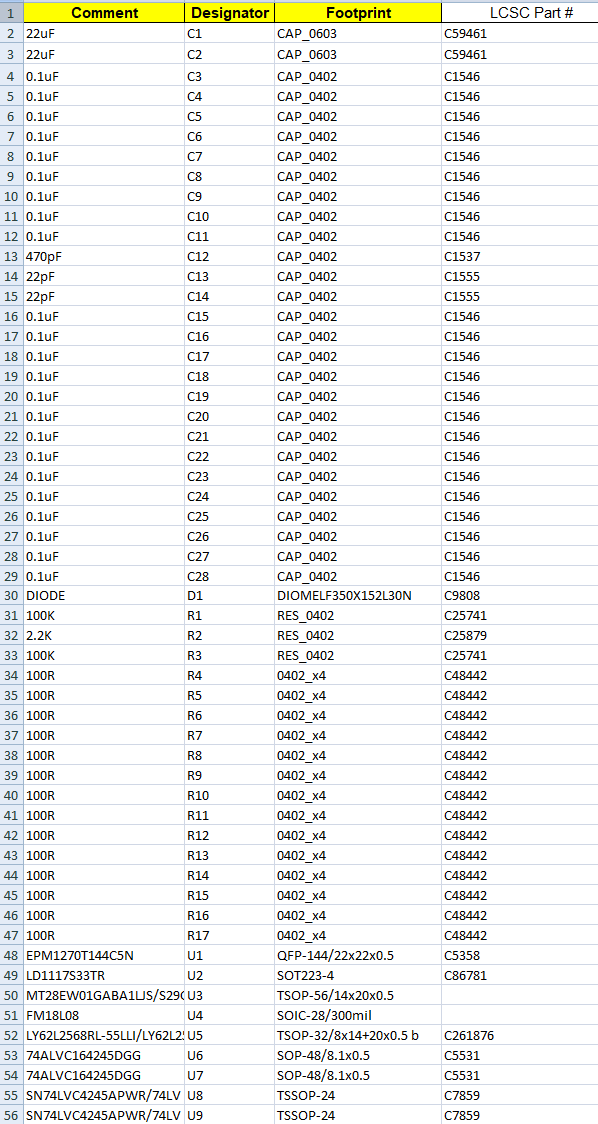 1 Comment Designator Footprint LCSC Part #
2 22uF C1 CAP_0603 C59461
3 22uF C2 CAP_0603 C59461
4 0.1uF C3 CAP_0402 C1546
5 0.1uF C4 CAP_0402 C1546
6 0.1uF C5 CAP_0402 C1546
7 0.1uF C6 CAP_0402 C1546
8 0.1uF C7 CAP_0402 C1546
9 0.1uF C8 CAP_0402 C1546
10 0.1uF C9 CAP_0402 C1546
11 0.1uF C10 CAP_0402 C1546
12 0.1uF C11 CAP_0402 C1546
13 470pF C12 CAP_0402 C1537
14 22pF C13 CAP_0402 C1555
15 22pF C14 CAP_0402 C1555
16 0.1uF C15 CAP_0402 C1546
17 0.1uF C16 CAP_0402 C1546
18 0.1uF C17 CAP_0402 C1546
19 0.1uF C18 CAP_0402 C1546
20 0.1uF C19 CAP_0402 C1546
21 0.1uF C20 CAP_0402 C1546
22 0.1uF C21 CAP_0402 C1546
23 0.1uF C22 CAP_0402 C1546
24 0.1uF C23 CAP_0402 C1546
25 0.1uF C24 CAP_0402 C1546
26 0.1uF C25 CAP_0402 C1546
27 0.1uF C26 CAP_0402 C1546
28 0.1uF C27 CAP_0402 C1546
29 0.1uF C28 CAP_0402 C1546
30 DIODE D1 DIOMELF350X152L30N C9808
31 100K R1 RES_0402 C25741
32 2.2K R2 RES_0402 C25879
33 100K R3 RES_0402 C25741
34 100R R4 0402_x4 C48442
35 100R R5 0402_x4 C48442
36 100R R6 0402_x4 C48442
37 100R R7 0402_x4 C48442
38 100R R8 0402_x4 C48442
39 100R R9 0402_x4 C48442
40 100R R10 0402_x4 C48442
41 100R R11 0402_x4 C48442
42 100R R12 0402_x4 C48442
43 100R R13 0402_x4 C48442
44 100R R14 0402_x4 C48442
45 100R R15 0402_x4 C48442
46 100R R16 0402_x4 C48442
47 100R R17 0402_x4 C48442
48 EPM1270T144C5N U1 QFP-144/22x22x0.5 C5358
49 LD1117S33TR U2 SOT223-4 C86781
50 MT28EW01GABA1LJS/S29 U3 TSOP-56/14x20x0.5
51 FM18L08 U4 SOIC-28/300mil
52 LY62L2568RL-55LLI/LY62L2 U5 TSOP-32/8x14+20x0.5 b C261876
53 74ALVC164245DGG U6 SOP-48/8.1x0.5 C5531
54 74ALVC164245DGG U7 SOP-48/8.1x0.5 C5531
55 SN74LVC4245APWR/74LV U8 TSSOP-24 C7859
56 SN74LVC4245APWR/74LV U9 TSSOP-24 C7859